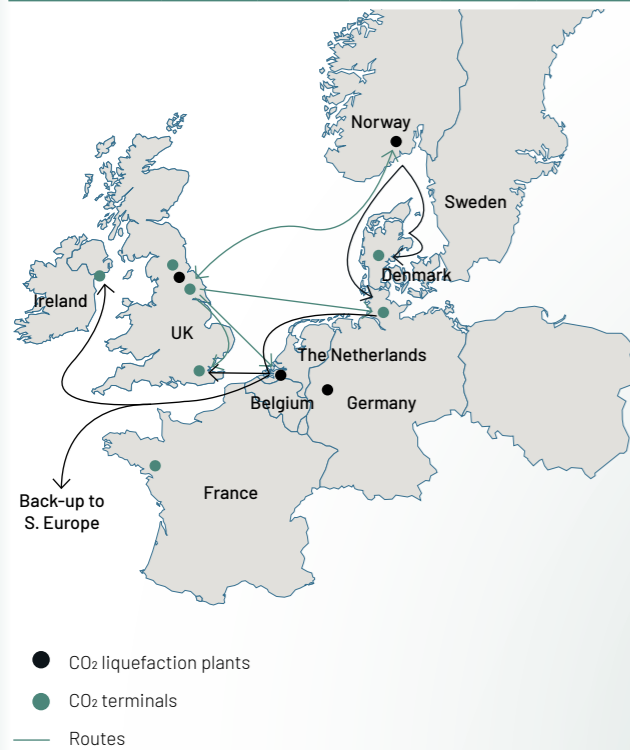 Norway
Sweden
Denmark
Ireland
UK
The Netherlands
Belgium
Germany
France
Back-up to
S. Europe
CO₂ liquefaction plants
CO₂ terminals
Routes